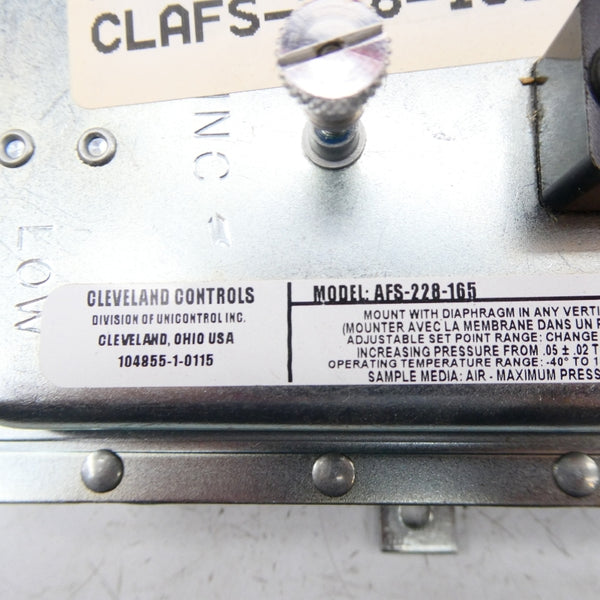 INC
LOW
CLEVELAND CONTROLS
DIVISION OF UNICONTROL INC.
CLEVELAND, OHIO USA
104855-1-0115
MODEL: AFS-228-165
MOUNT WITH DIAPHRAGM IN ANY VERTI
(MOUNTER AVEC LA MEMBRANE DANS UN P
ADJUSTABLE SET POINT RANGE: CHANGE
INCREASING PRESSURE FROM .05 ± .02 T
OPERATING TEMPERATURE RANGE: -40° TO 1
SAMPLE MEDIA: AIR - MAXIMUM PRESS